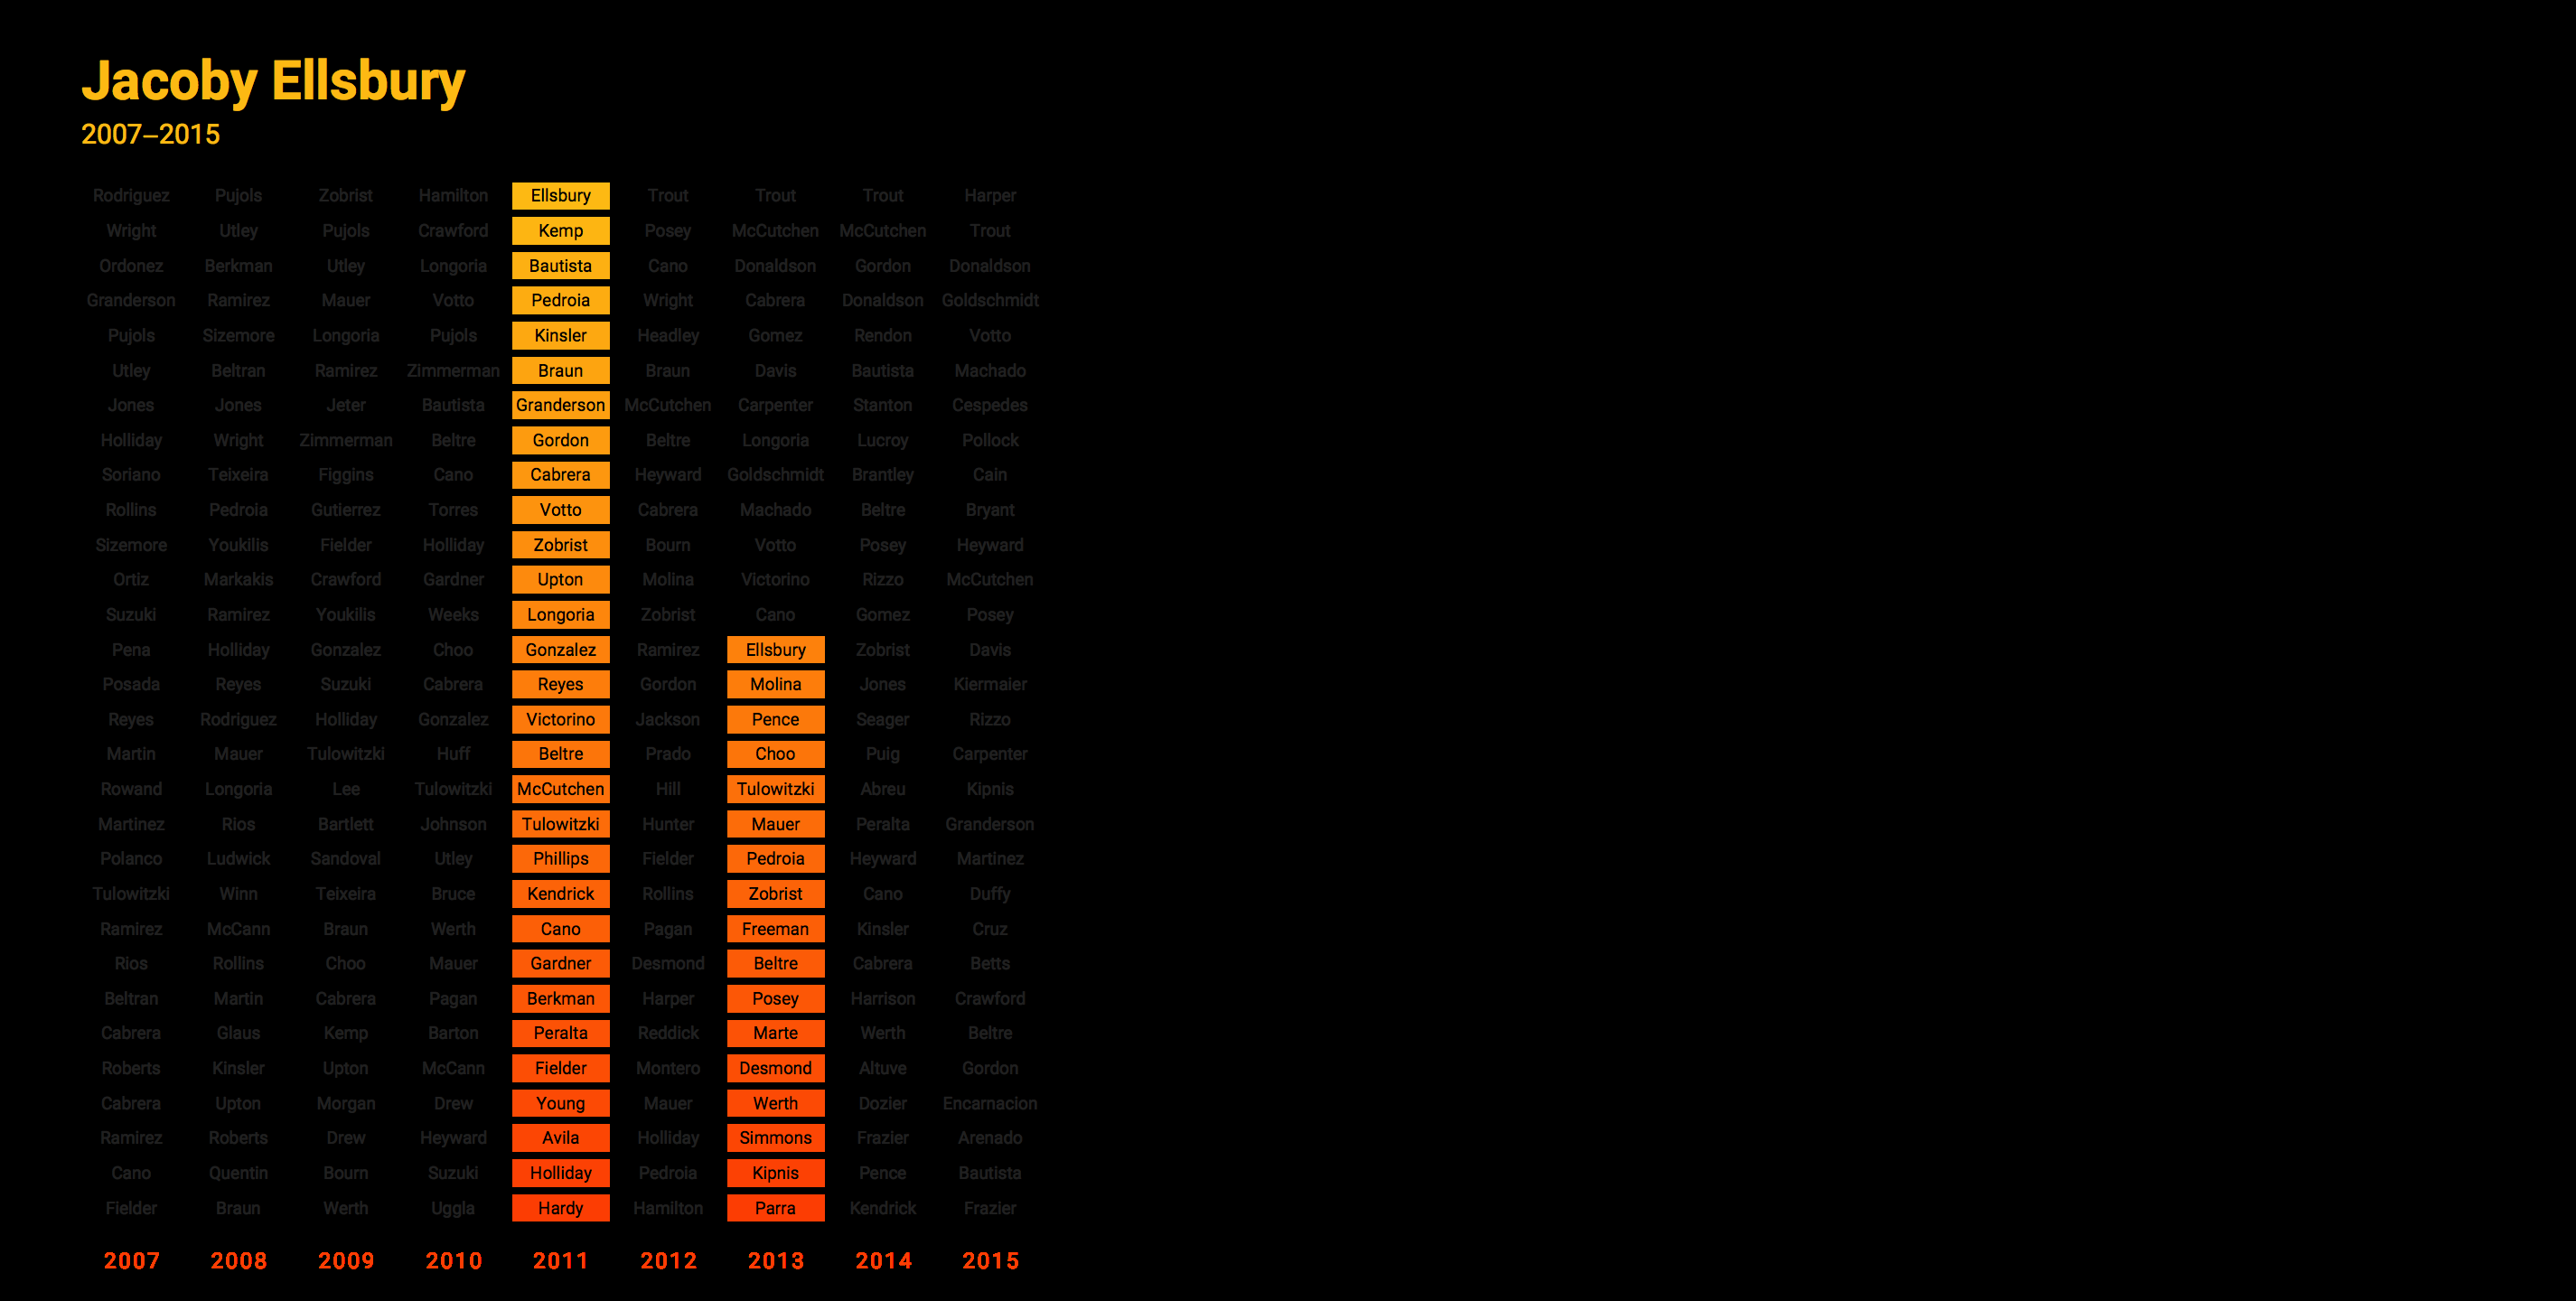 Jacoby Ellsbury
2007–2015
Rodriguez Pujols Zobrist Hamilton Ellsbury Trout Trout Trout Harper
Wright Utley Pujols Crawford Kemp Posey McCutchen McCutchen Trout
Ordonez Berkman Utley Longoria Bautista Cano Donaldson Gordon Donaldson
Granderson Ramirez Mauer Votto Pedroia Wright Cabrera Donaldson Goldschmidt
Pujols Sizemore Longoria Pujols Kinsler Headley Gomez Rendon Votto
Utley Beltran Ramirez Zimmerman Braun Braun Davis Bautista Machado
Jones Jones Jeter Bautista Granderson McCutchen Carpenter Stanton Cespedes
Holliday Wright Zimmerman Beltre Gordon Beltre Longoria Lucroy Pollock
Soriano Teixeira Figgins Cano Cabrera Heyward Goldschmidt Brantley Cain
Rollins Pedroia Gutierrez Torres Votto Cabrera Machado Beltre Bryant
Sizemore Youkilis Fielder Holliday Zobrist Bourn Votto Posey Heyward
Ortiz Markakis Crawford Gardner Upton Molina Victorino Rizzo McCutchen
Suzuki Ramirez Youkilis Weeks Longoria Zobrist Cano Gomez Posey
Pena Holliday Gonzalez Choo Gonzalez Ramirez Ellsbury Zobrist Davis
Posada Reyes Suzuki Cabrera Reyes Gordon Molina Jones Kiermaier
Reyes Rodriguez Holliday Gonzalez Victorino Jackson Pence Seager Rizzo
Martin Mauer Tulowitzki Huff Beltre Prado Choo Puig Carpenter
Rowand Longoria Lee Tulowitzki McCutchen Hill Tulowitzki Abreu Kipnis
Martinez Rios Bartlett Johnson Tulowitzki Hunter Mauer Peralta Granderson
Polanco Ludwick Sandoval Utley Phillips Fielder Pedroia Heyward Martinez
Tulowitzki Winn Teixeira Bruce Kendrick Rollins Zobrist Cano Duffy
Ramirez McCann Braun Werth Cano Pagan Freeman Kinsler Cruz
Rios Rollins Choo Mauer Gardner Desmond Beltre Cabrera Betts
Beltran Martin Cabrera Pagan Berkman Harper Posey Harrison Crawford
Cabrera Glaus Kemp Barton Peralta Reddick Marte Werth Beltre
Roberts Kinsler Upton McCann Fielder Montero Desmond Altuve Gordon
Cabrera Upton Morgan Drew Young Mauer Werth Dozier Encarnacion
Ramirez Roberts Drew Heyward Avila Holliday Simmons Frazier Arenado
Cano Quentin Bourn Suzuki Holliday Pedroia Kipnis Pence Bautista
Fielder Braun Werth Uggla Hardy Hamilton Parra Kendrick Frazier
2007 2008 2009 2010 2011 2012 2013 2014 2015